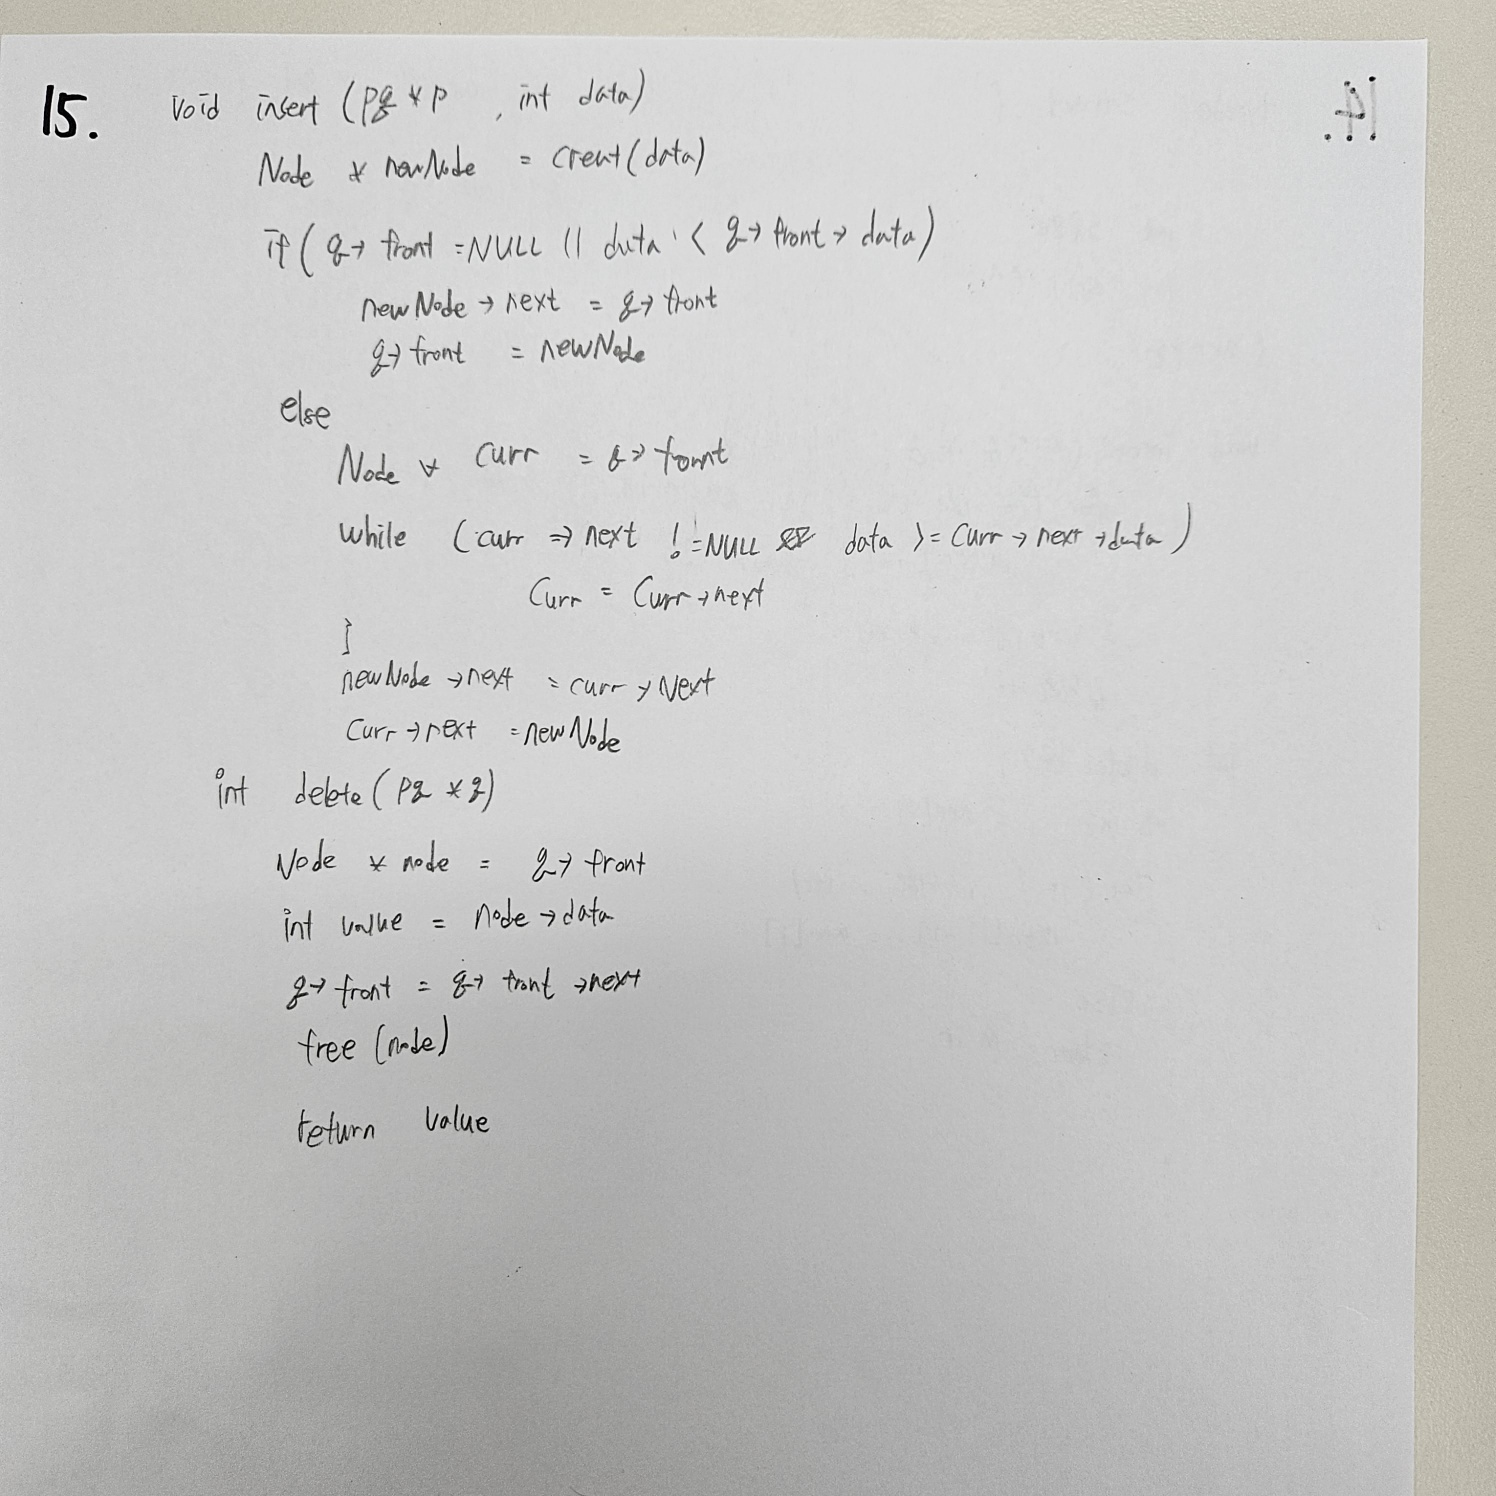 15. void insert (pq *p , int data)
Node * newNode = creat(data)
if ( q→ front =NULL || data < q→ front → data)
newNode → next = q→ front
q→ front = newNode
else
Node * curr = q→ fornt
while (curr → next != NULL && data >= curr → next → data)
curr = curr → next
}
newNode → next = curr → Next
curr → next = newNode
int delete ( pq *q)
Node * node = q→ front
int value = node → data
q→ front = q→ front → next
free (node)
return value
14.